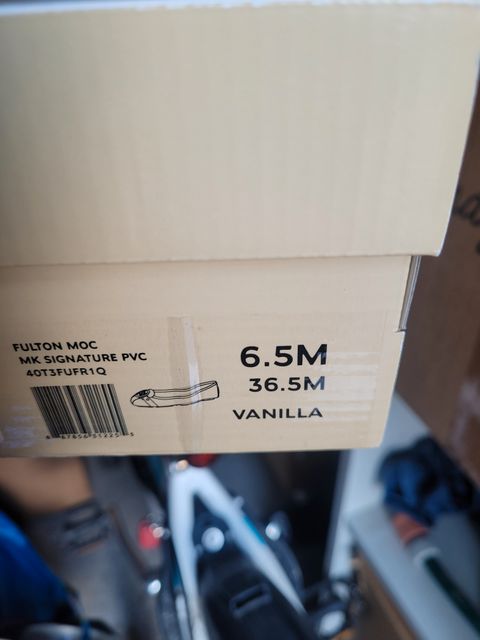 FULTON MOC
MK SIGNATURE PVC
40T3FUFR1Q
6.5M
36.5M
VANILLA